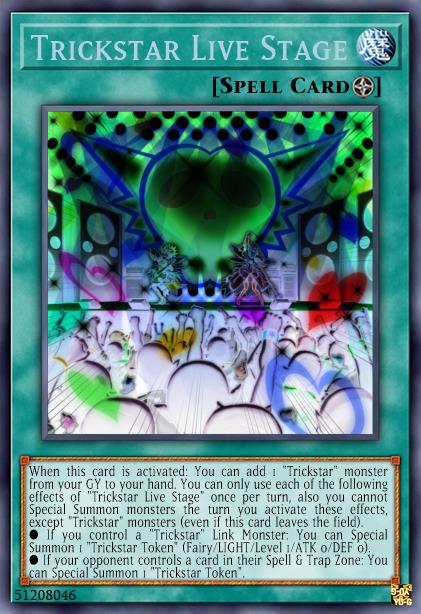 Trickstar Live Stage
[Spell Card]
When this card is activated: You can add 1 "Trickstar" monster
from your GY to your hand. You can only use each of the following
effects of "Trickstar Live Stage" once per turn, also you cannot
Special Summon monsters the turn you activate these effects,
except "Trickstar" monsters (even if this card leaves the field).
● If you control a "Trickstar" Link Monster: You can Special
Summon 1 "Trickstar Token" (Fairy/LIGHT/Level 1/ATK 0/DEF 0).
● If your opponent controls a card in their Spell & Trap Zone: You
can Special Summon 1 "Trickstar Token".
51208046